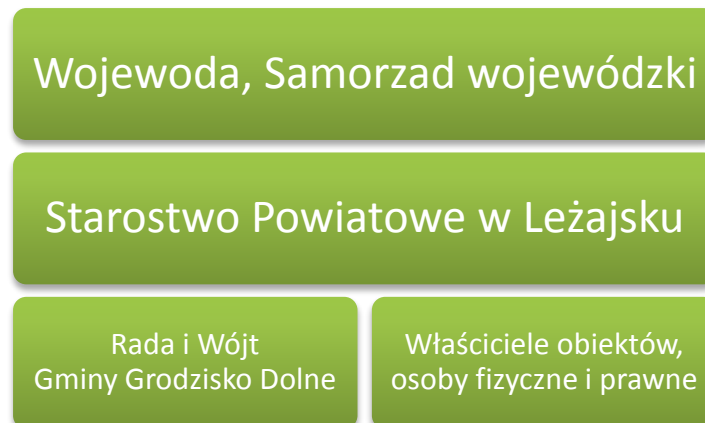 Wojewoda, Samorzad wojewódzki
Starostwo Powiatowe w Leżajsku
Rada i Wójt
Gminy Grodzisko Dolne
Właściciele obiektów,
osoby fizyczne i prawne